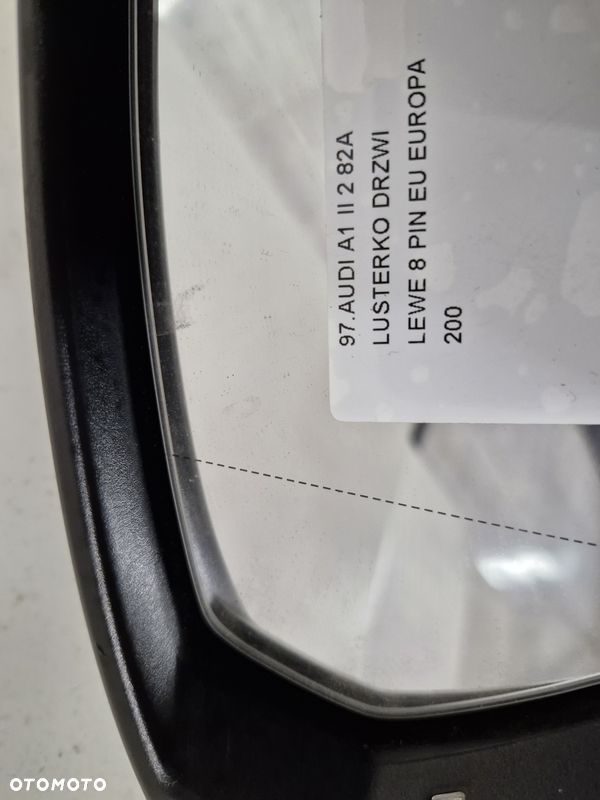 97.AUDI A1 II 2 82A
LUSTERKO DRZWI
LEWE 8 PIN EU EUROPA
200
OTOMOTO